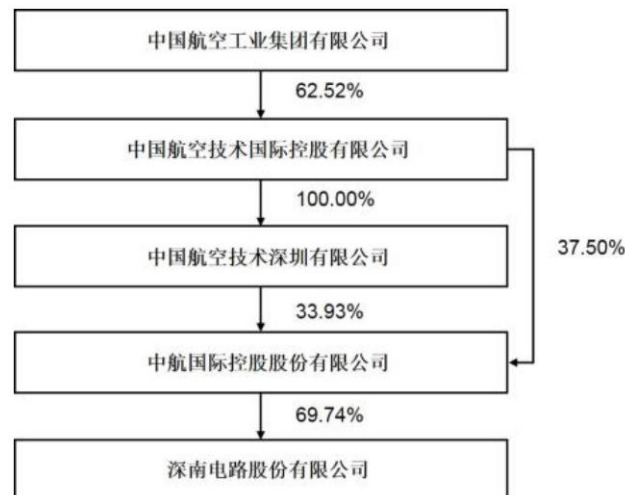 中国航空工业集团有限公司
62.52%
中国航空技术国际控股有限公司
100.00%
中国航空技术深圳有限公司
37.50%
33.93%
中航国际控股股份有限公司
69.74%
深南电路股份有限公司